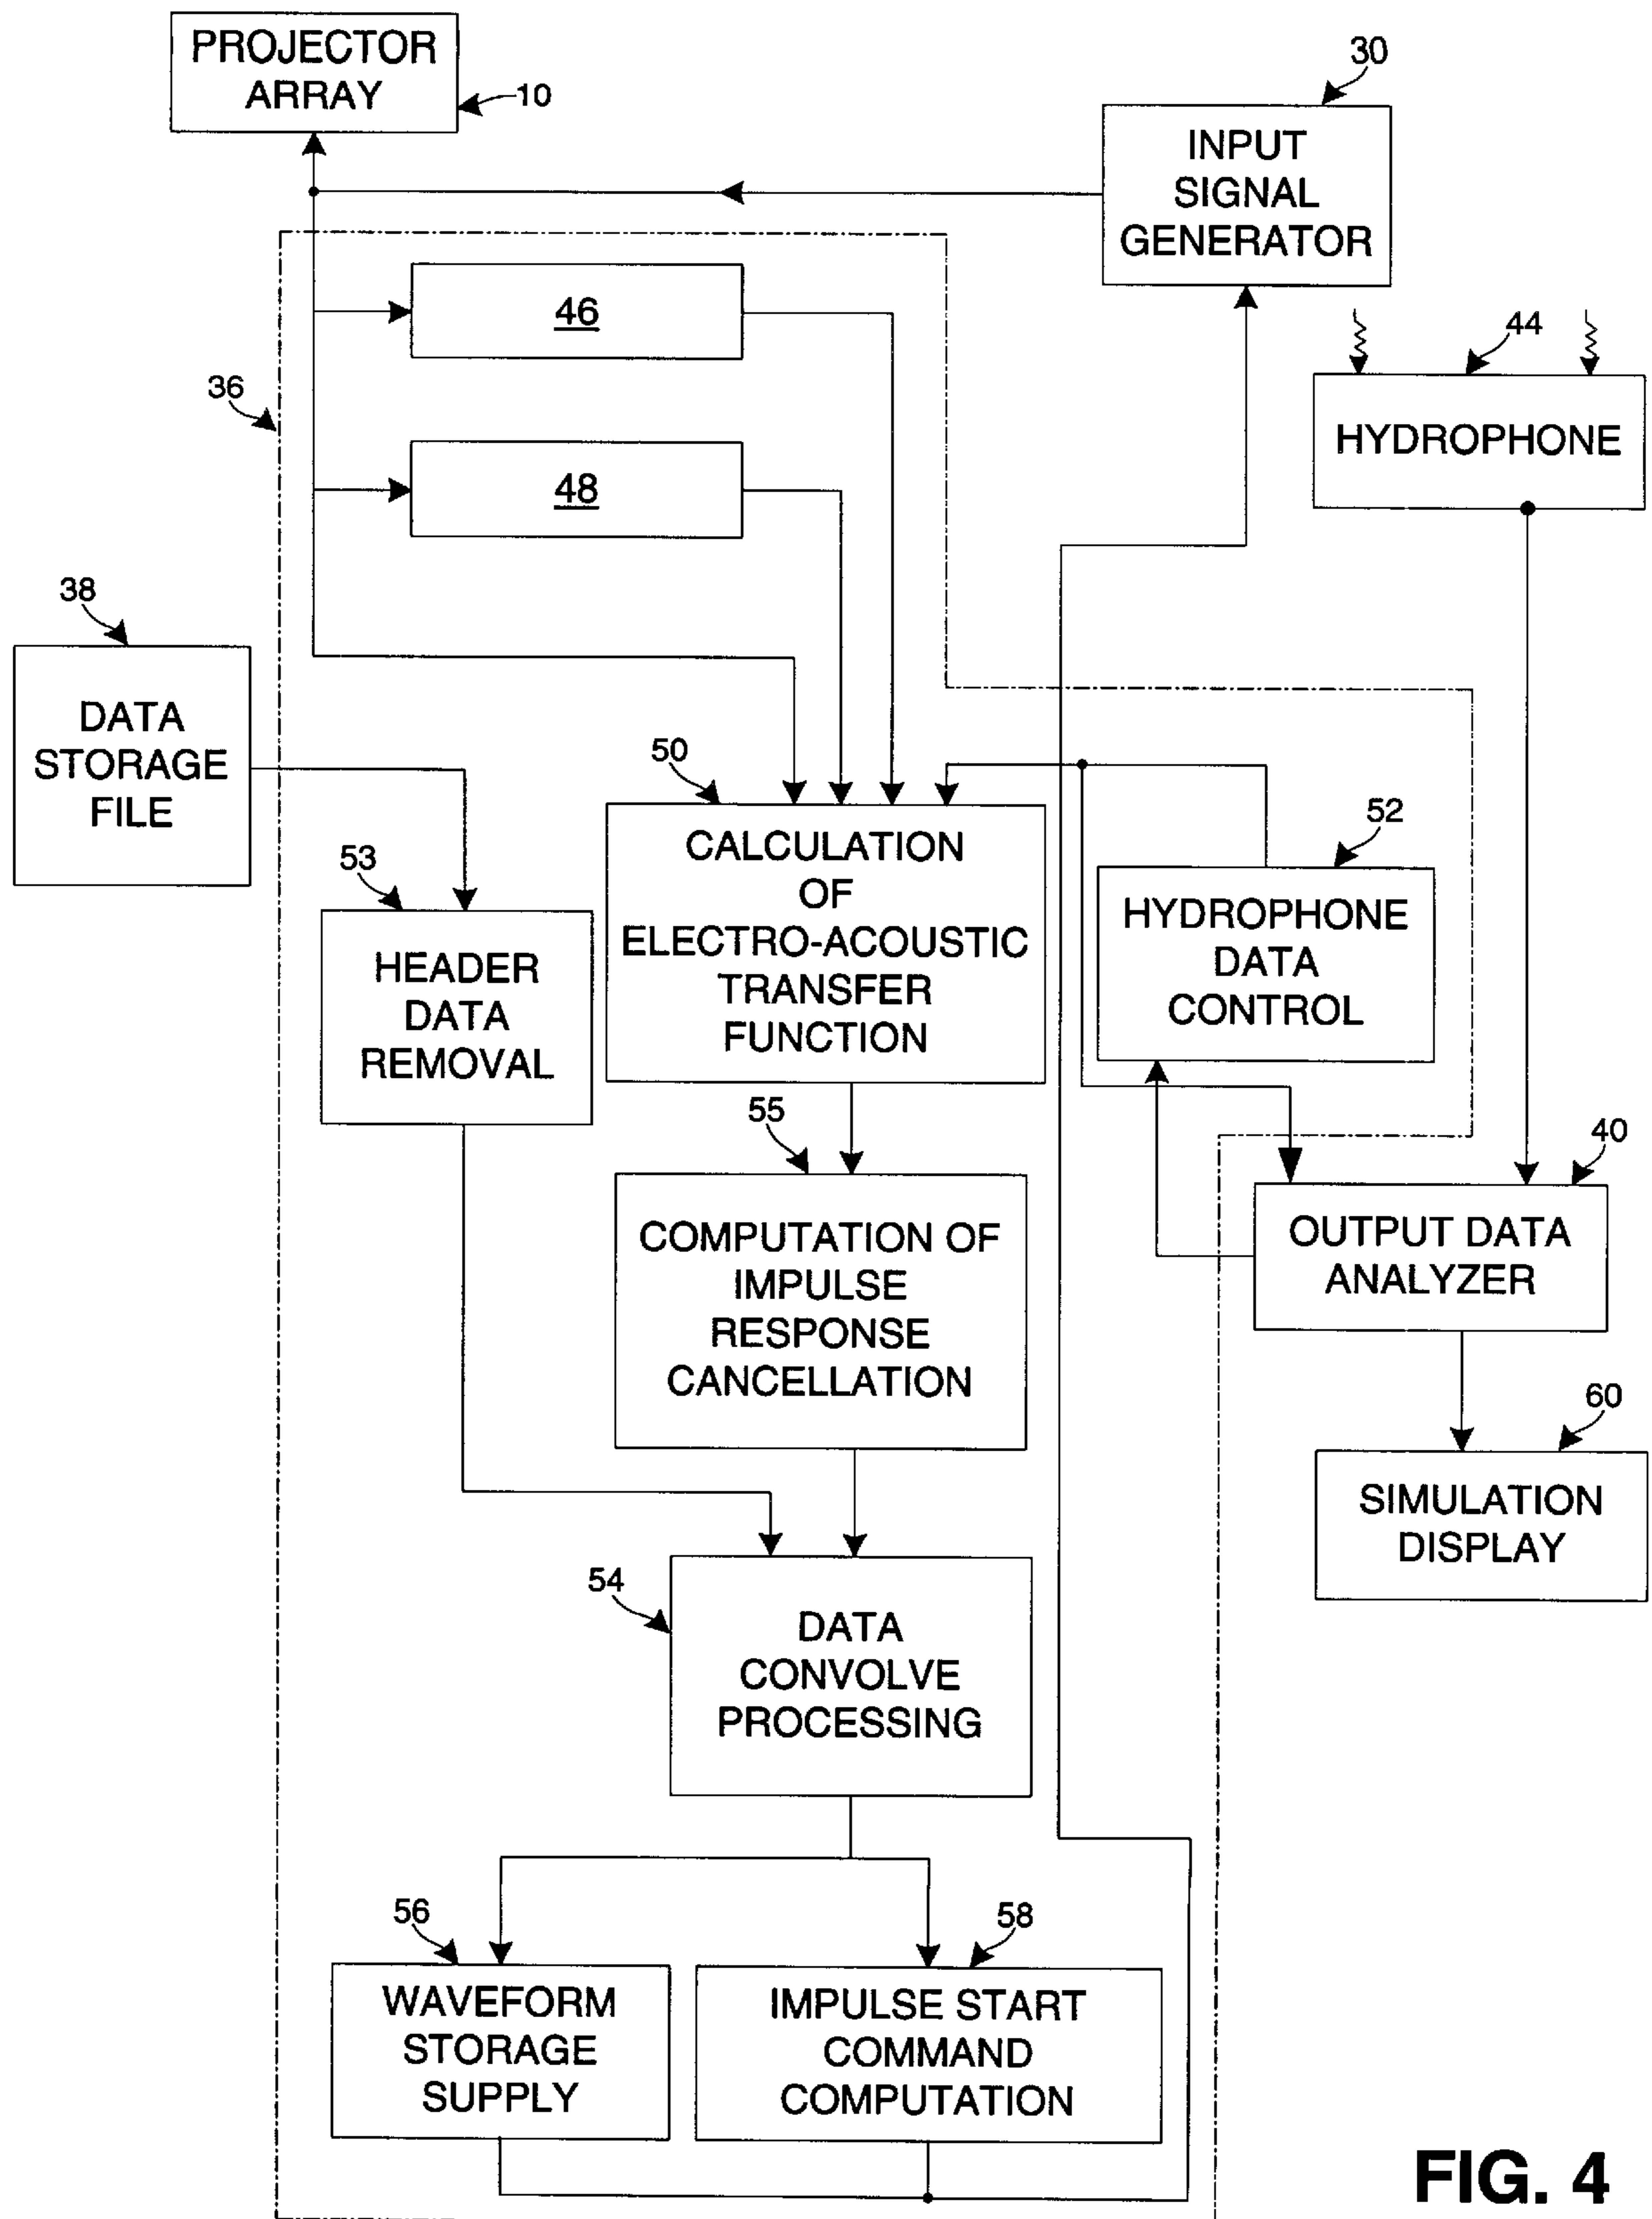 PROJECTOR
ARRAY
10
30
INPUT
SIGNAL
GENERATOR
46
44
HYDROPHONE
36
48
38
DATA
STORAGE
FILE
50
CALCULATION
OF
ELECTRO-ACOUSTIC
TRANSFER
FUNCTION
52
HYDROPHONE
DATA
CONTROL
53
HEADER
DATA
REMOVAL
55
COMPUTATION OF
IMPULSE
RESPONSE
CANCELLATION
40
OUTPUT DATA
ANALYZER
60
SIMULATION
DISPLAY
54
DATA
CONVOLVE
PROCESSING
56
WAVEFORM
STORAGE
SUPPLY
58
IMPULSE START
COMMAND
COMPUTATION
FIG. 4